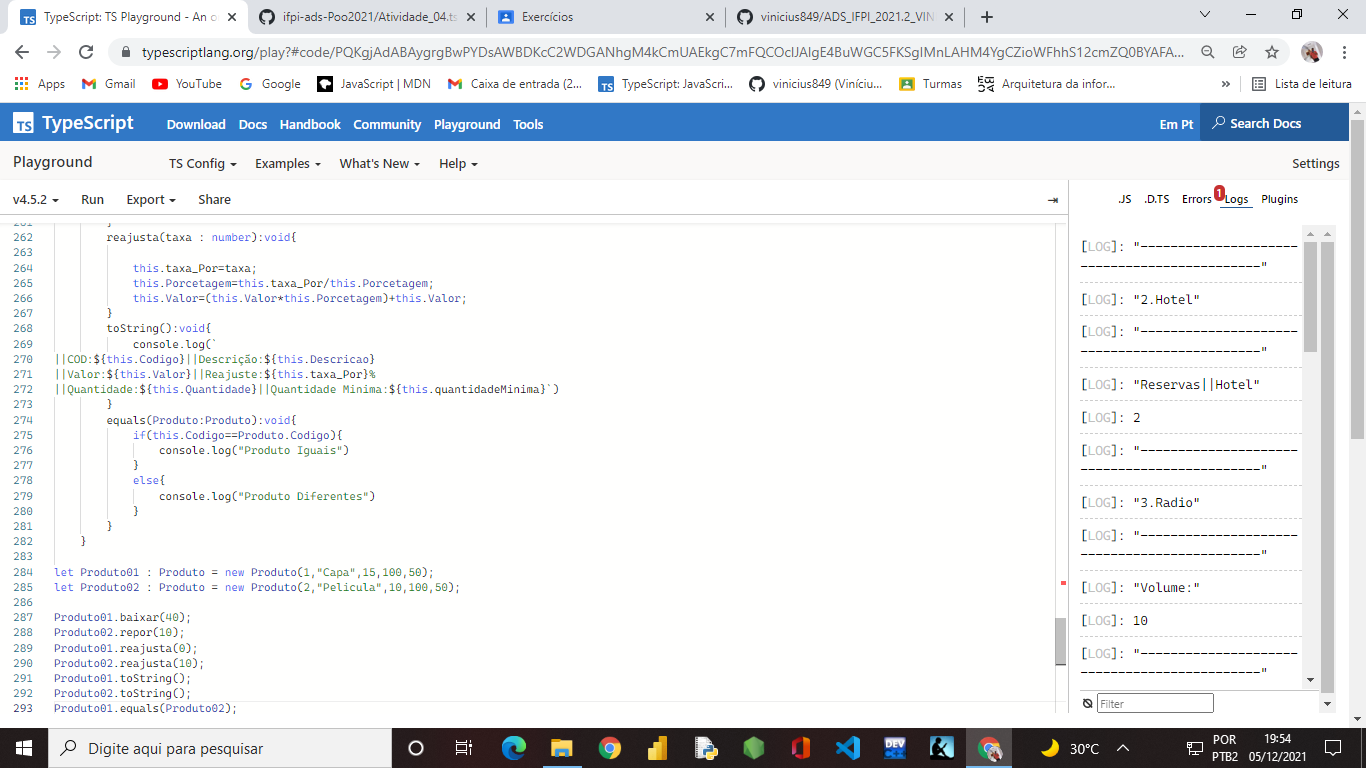 TypeScript: TS Playground - An o
ifpi-ads-Poo2021/Atividade_04.ts
Exercícios
vinicius849/ADS_IFPI_2021.2_VIN
Apps
Gmail
YouTube
Google
JavaScript | MDN
Caixa de entrada (2...
TypeScript: JavaScri...
vinicius849 (Viníciu...
Turmas
Arquitetura da infor...
»
Lista de leitura
TS TypeScript
Download Docs Handbook Community Playground Tools
Em Pt
Search Docs
Playground
TS Config Examples What's New Help
Settings
v4.5.2 Run Export Share
.JS .D.TS Errors 1 Logs Plugins
262 reajusta(taxa : number):void{
263
264 this.taxa_Por=taxa;
265 this.Porcetagem=this.taxa_Por/this.Porcetagem;
266 this.Valor=(this.Valor*this.Porcetagem)+this.Valor;
267 }
268 toString():void{
269 console.log(`
270 ||COD:${this.Codigo}||Descrição:${this.Descricao}
271 ||Valor:${this.Valor}||Reajuste:${this.taxa_Por}%
272 ||Quantidade:${this.Quantidade}||Quantidade Minima:${this.quantidadeMinima}`)
273 }
274 equals(Produto:Produto):void{
275 if(this.Codigo==Produto.Codigo){
276 console.log("Produto Iguais")
277 }
278 else{
279 console.log("Produto Diferentes")
280 }
281 }
282 }
283
284 let Produto01 : Produto = new Produto(1,"Capa",15,100,50);
285 let Produto02 : Produto = new Produto(2,"Pelicula",10,100,50);
286
287 Produto01.baixar(40);
288 Produto02.repor(10);
289 Produto01.reajusta(0);
290 Produto02.reajusta(10);
291 Produto01.toString();
292 Produto02.toString();
293 Produto01.equals(Produto02);
[LOG]: "---------------------
------------------------"
[LOG]: "2.Hotel"
[LOG]: "---------------------
------------------------"
[LOG]: "Reservas||Hotel"
[LOG]: 2
[LOG]: "---------------------
------------------------"
[LOG]: "3.Radio"
[LOG]: "---------------------
------------------------"
[LOG]: "Volume:"
[LOG]: 10
[LOG]: "---------------------
------------------------"
Filter
Digite aqui para pesquisar
DEV
30°C
POR
PTB2
19:54
05/12/2021